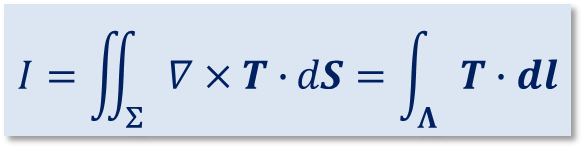 I = ∬_Σ ∇ × T · dS = ∫_Λ T · dl